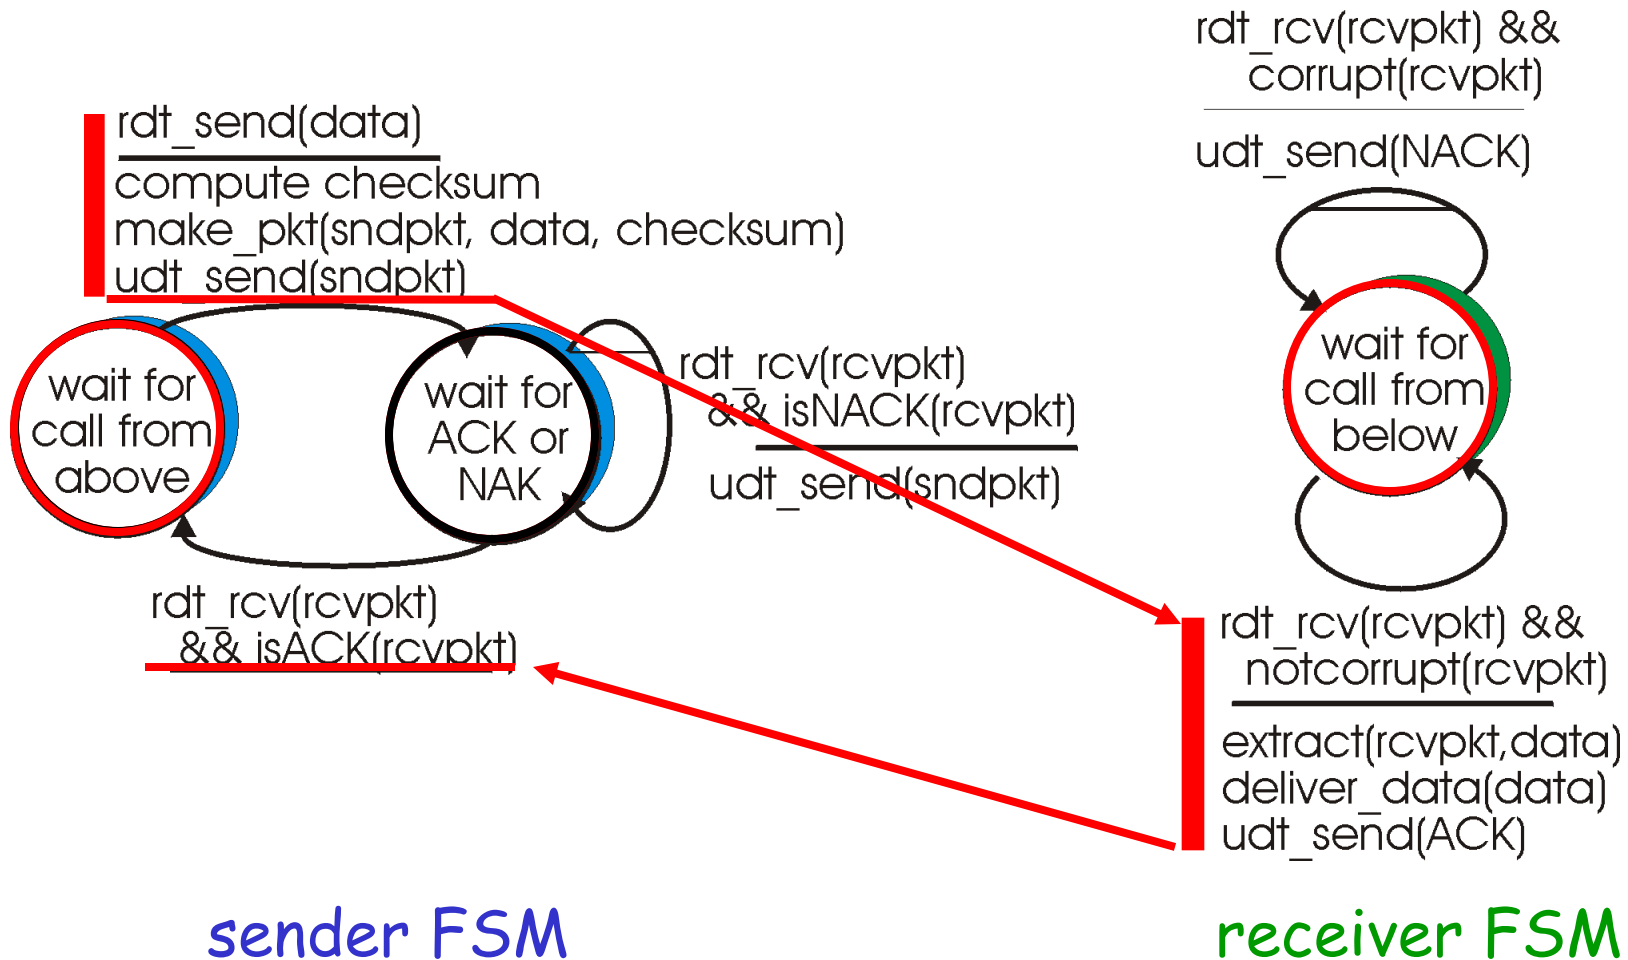 rdt_rcv(rcvpkt) &&
corrupt(rcvpkt)
udt_send(NACK)
rdt_send(data)
compute checksum
make_pkt(sndpkt, data, checksum)
udt_send(sndpkt)
wait for
call from
above
wait for
ACK or
NAK
rdt_rcv(rcvpkt)
&& isNACK(rcvpkt)
udt_send(sndpkt)
wait for
call from
below
rdt_rcv(rcvpkt)
&& isACK(rcvpkt)
rdt_rcv(rcvpkt) &&
notcorrupt(rcvpkt)
extract(rcvpkt,data)
deliver_data(data)
udt_send(ACK)
sender FSM
receiver FSM